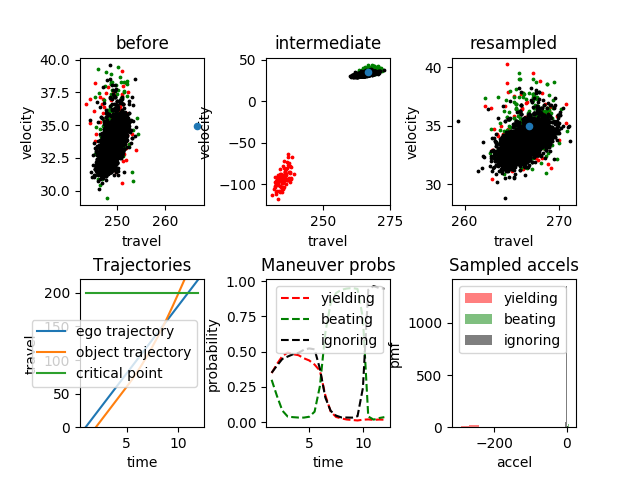 before
intermediate
resampled
40.0
37.5
35.0
32.5
30.0
velocity
250
260
travel
50
0
−50
−100
velocity
250
275
travel
40
35
30
velocity
260
270
travel
Trajectories
Maneuver probs
Sampled accels
200
150
100
50
0
travel
ego trajectory
object trajectory
critical point
5
10
time
1.00
0.75
0.50
0.25
0.00
probability
yielding
beating
ignoring
5
10
time
1000
500
0
pmf
yielding
beating
ignoring
−200
0
accel